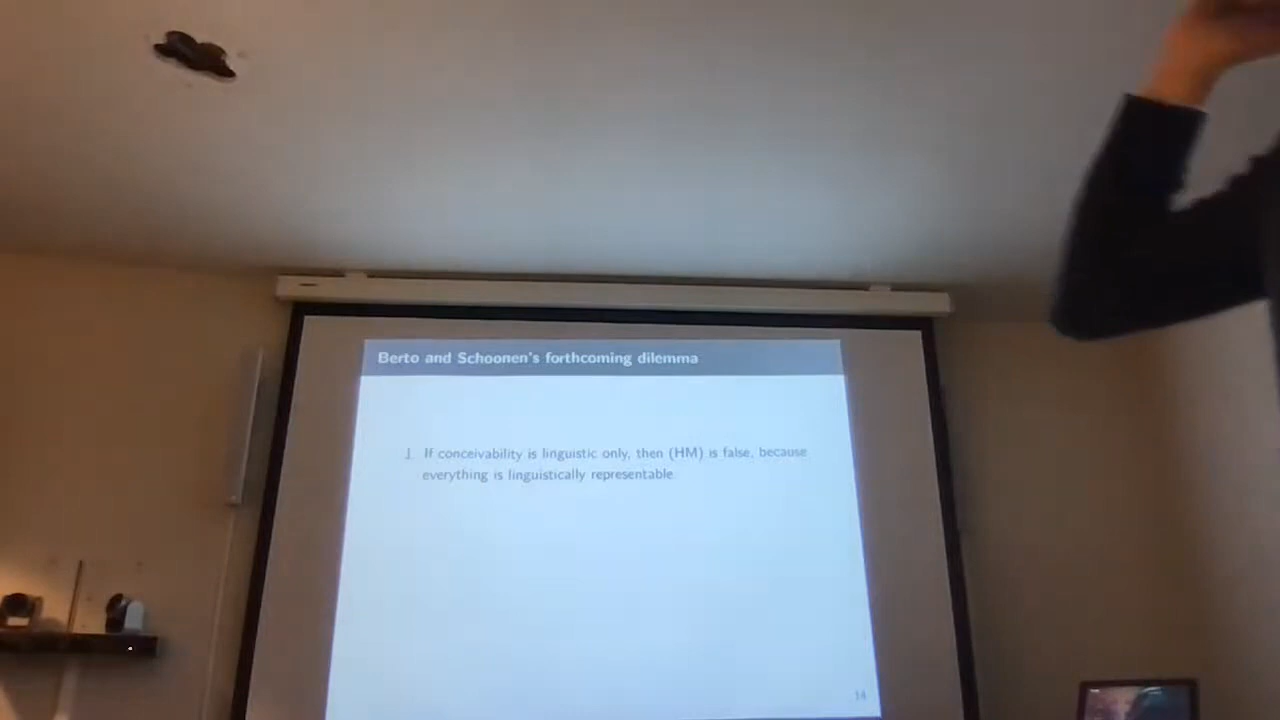 Berto and Schoonen's forthcoming dilemma
1. If conceivability is linguistic only, then (HM) is false, because
everything is linguistically representable.
14